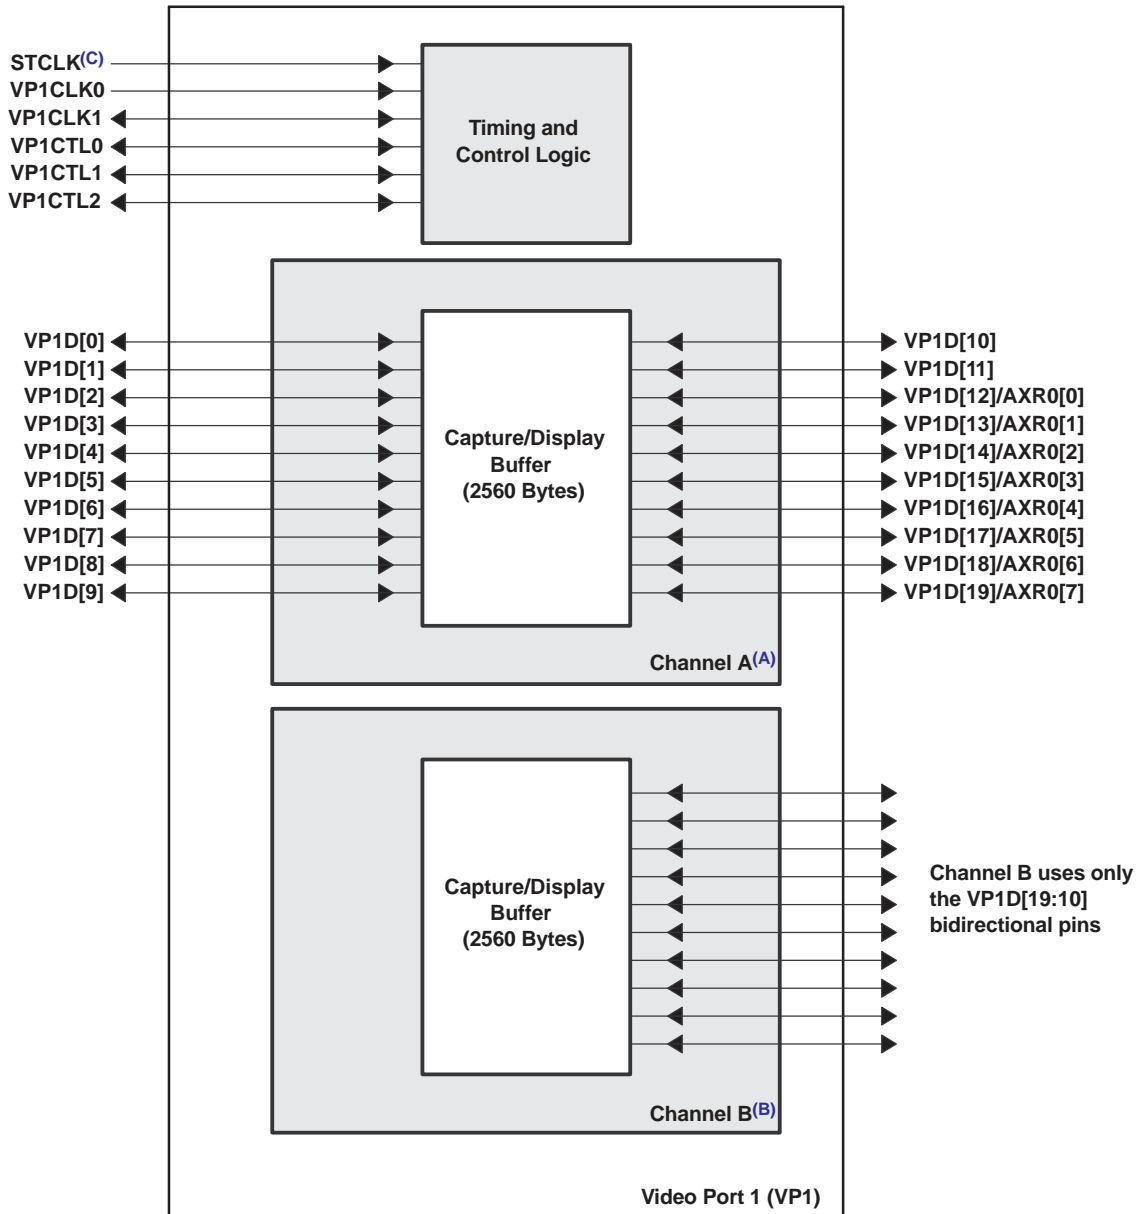 STCLK(C)
VP1CLK0
VP1CLK1
VP1CTL0
VP1CTL1
VP1CTL2
Timing and
Control Logic
VP1D[0]
VP1D[1]
VP1D[2]
VP1D[3]
VP1D[4]
VP1D[5]
VP1D[6]
VP1D[7]
VP1D[8]
VP1D[9]
Capture/Display
Buffer
(2560 Bytes)
VP1D[10]
VP1D[11]
VP1D[12]/AXR0[0]
VP1D[13]/AXR0[1]
VP1D[14]/AXR0[2]
VP1D[15]/AXR0[3]
VP1D[16]/AXR0[4]
VP1D[17]/AXR0[5]
VP1D[18]/AXR0[6]
VP1D[19]/AXR0[7]
Channel A(A)
Capture/Display
Buffer
(2560 Bytes)
Channel B uses only
the VP1D[19:10]
bidirectional pins
Channel B(B)
Video Port 1 (VP1)